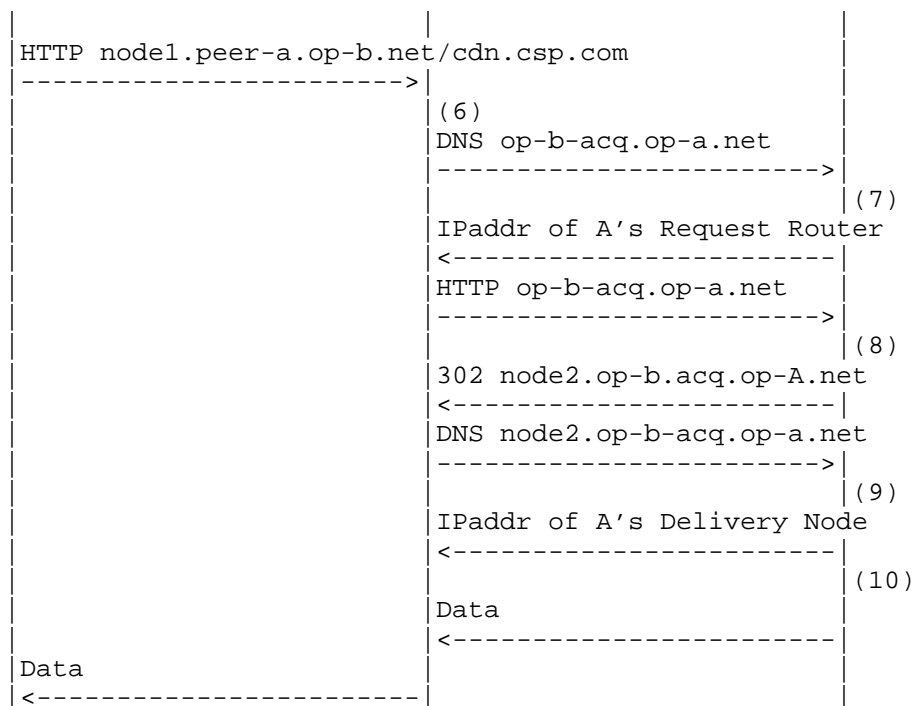 HTTP node1.peer-a.op-b.net/cdn.csp.com
(6)
DNS op-b-acq.op-a.net
(7)
IPaddr of A's Request Router
HTTP op-b-acq.op-a.net
(8)
302 node2.op-b.acq.op-A.net
DNS node2.op-b-acq.op-a.net
(9)
IPaddr of A's Delivery Node
(10)
Data
Data